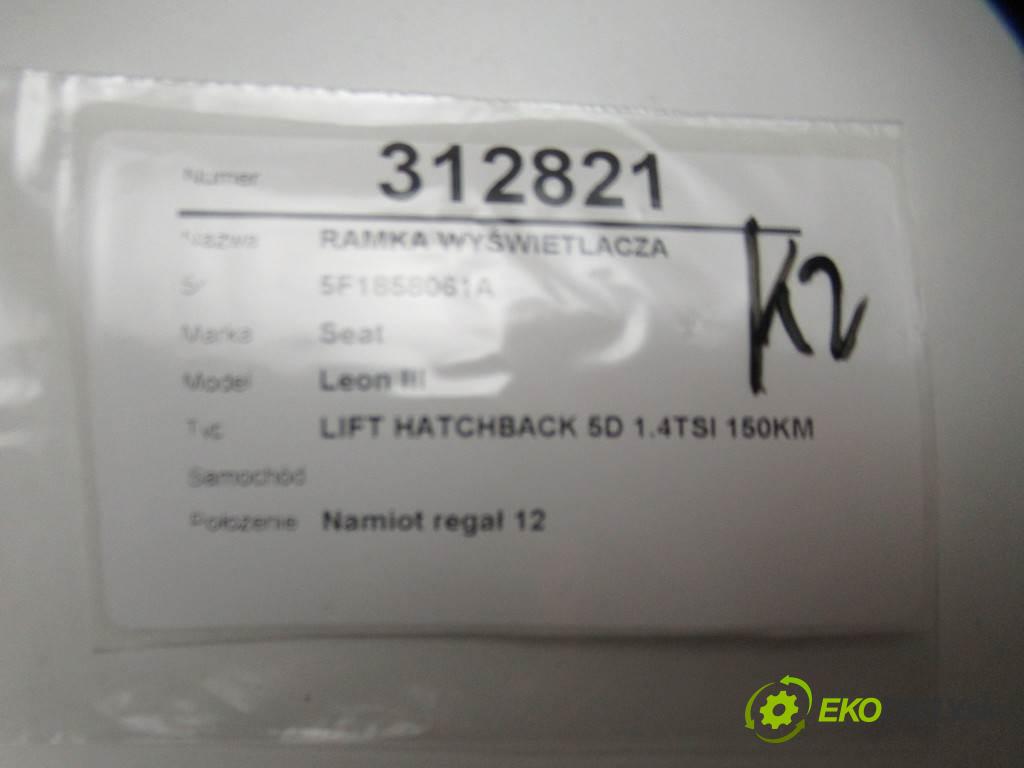 Numer 312821
Nazwa RAMKA WYŚWIETLACZA
5F1858061A
Marka Seat
Model Leon III
Typ LIFT HATCHBACK 5D 1.4TSI 150KM
Samochód
Położenie Namiot regał 12
K2
EKO